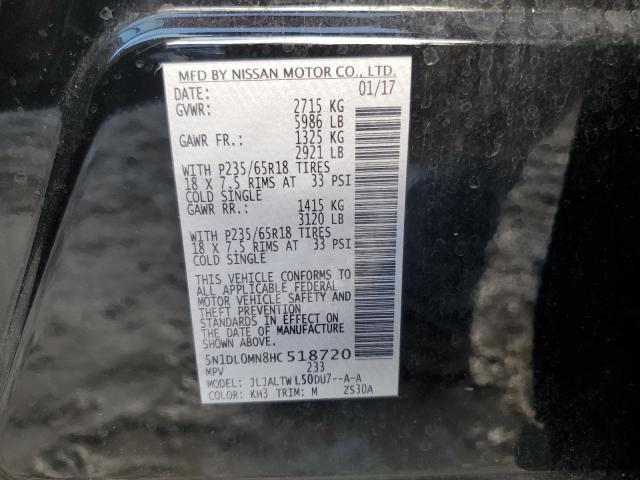 MFD BY NISSAN MOTOR CO., LTD.
DATE: 01/17
GVWR: 2715 KG
5986 LB
GAWR FR.: 1325 KG
2921 LB
WITH P235/65R18 TIRES
18 X 7.5 RIMS AT 33 PSI
COLD SINGLE
GAWR RR.: 1415 KG
3120 LB
WITH P235/65R18 TIRES
18 X 7.5 RIMS AT 33 PSI
COLD SINGLE
THIS VEHICLE CONFORMS TO
ALL APPLICABLE FEDERAL
MOTOR VEHICLE SAFETY AND
THEFT PREVENTION
STANDARDS IN EFFECT ON
THE DATE OF MANUFACTURE
SHOWN ABOVE.
5N1DL0MN8HC518720
MPV 233
MODEL: JLJALTWL50DU7--A-A
COLOR: KH3 TRIM: M ZS30A